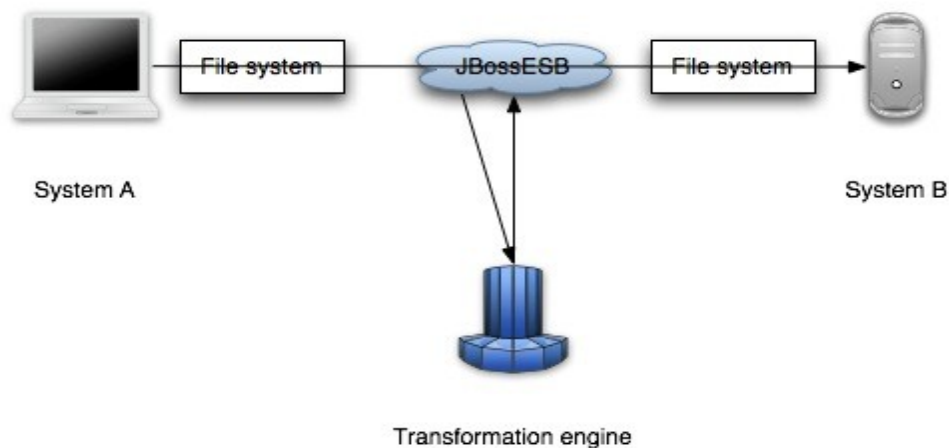 File system
JBossESB
File system
System A
System B
Transformation engine